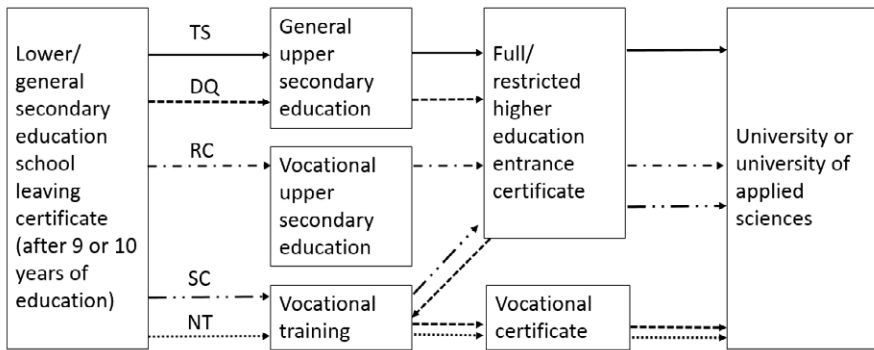 Lower/
general
secondary
education
school
leaving
certificate
(after 9 or 10
years of
education)
TS
DQ
RC
SC
NT
General
upper
secondary
education
Vocational
upper
secondary
education
Vocational
training
Full/
restricted
higher
education
entrance
certificate
Vocational
certificate
University or
university of
applied
sciences